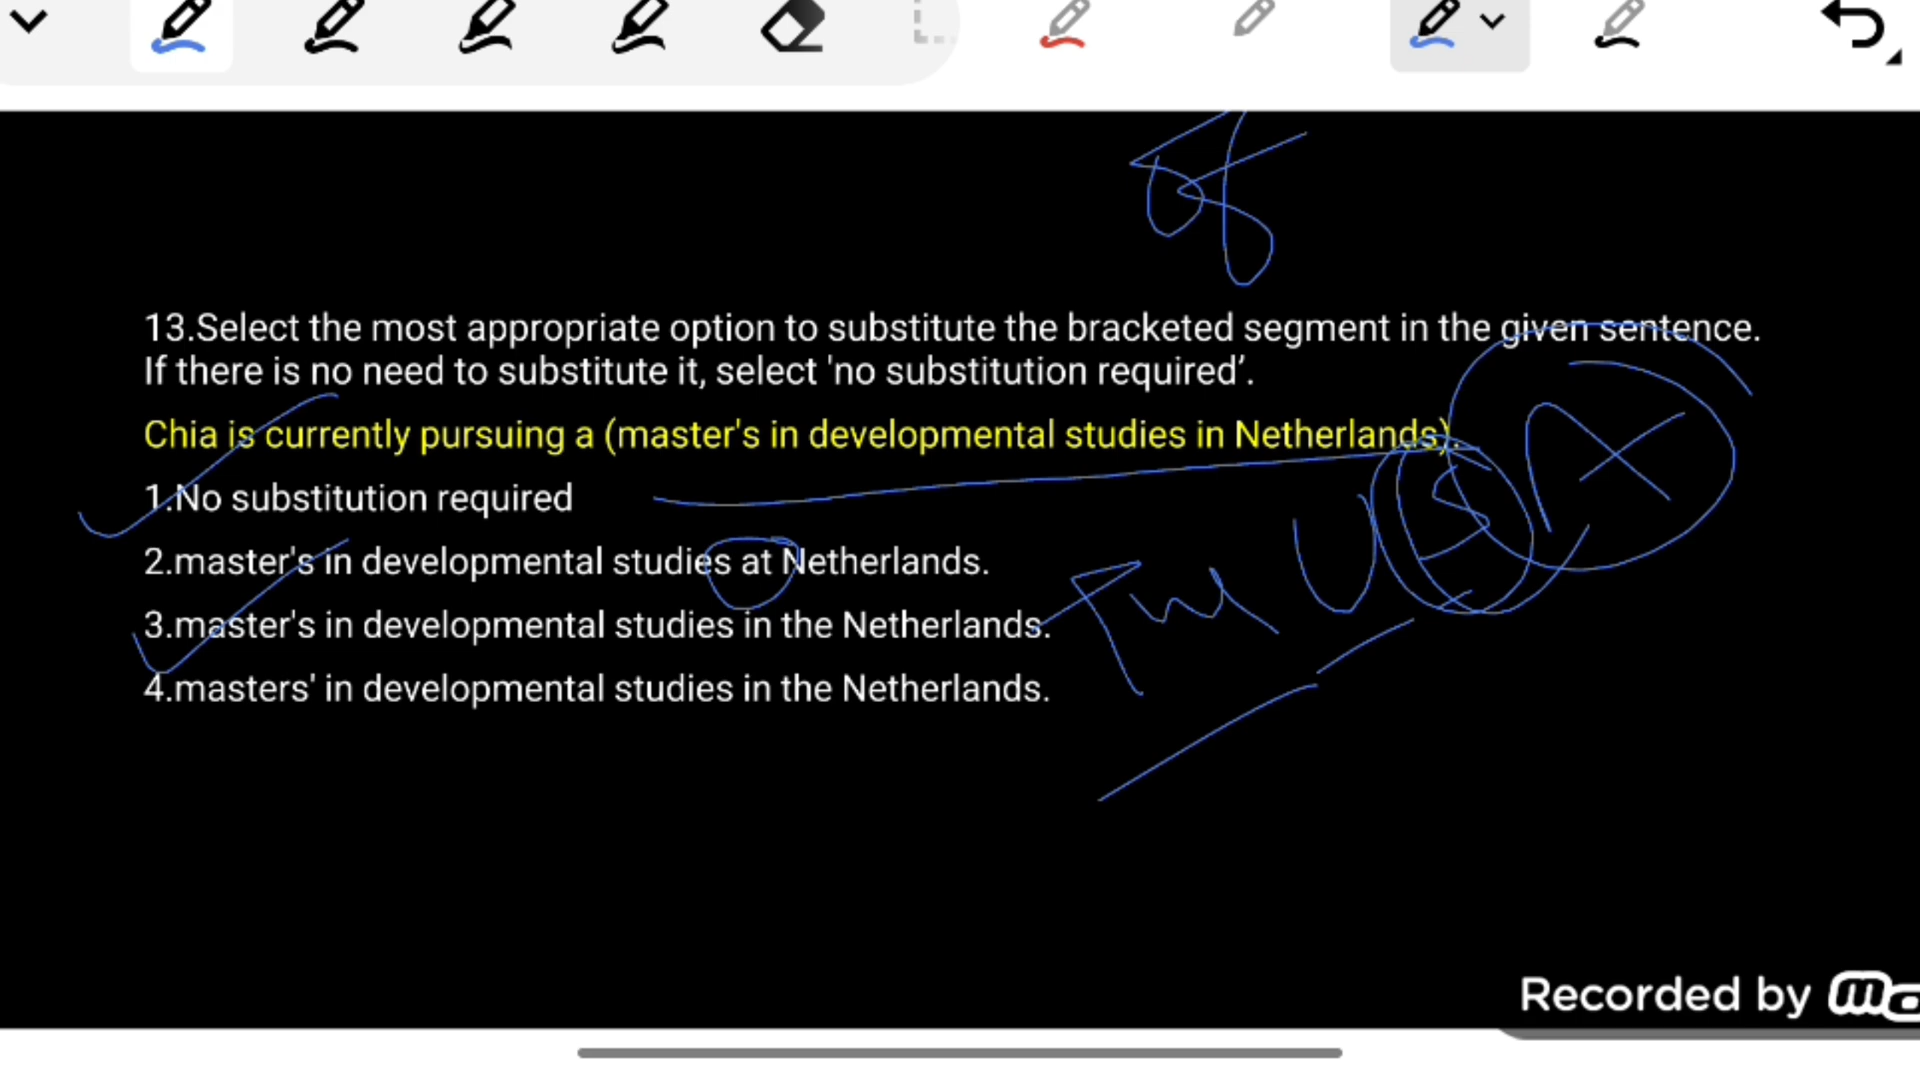 13.Select the most appropriate option to substitute the bracketed segment in the given sentence.
If there is no need to substitute it, select 'no substitution required’.
Chia is currently pursuing a (master's in developmental studies in Netherlands).
1.No substitution required
2.master's in developmental studies at Netherlands.
3.master's in developmental studies in the Netherlands.
4.masters' in developmental studies in the Netherlands.
Recorded by